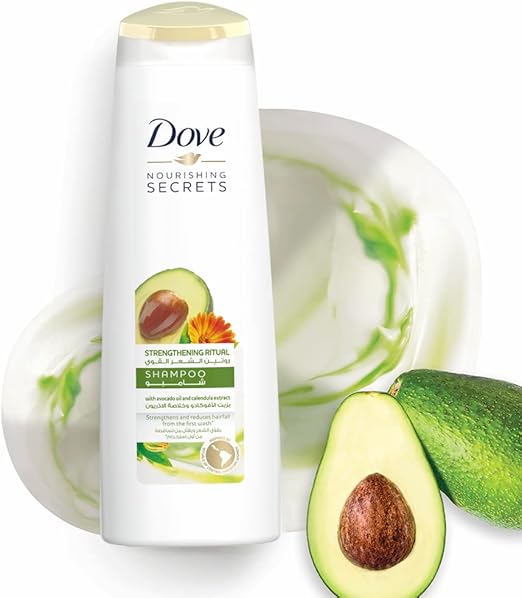 Dove
NOURISHING
SECRETS
STRENGTHENING RITUAL
روتين الشعر القوي
SHAMPOO
شامبو
with avocado oil and calendula extract
بزيت الأفوكادو وخلاصة الآذريون
Strengthens and reduces hairfall
from the first wash*